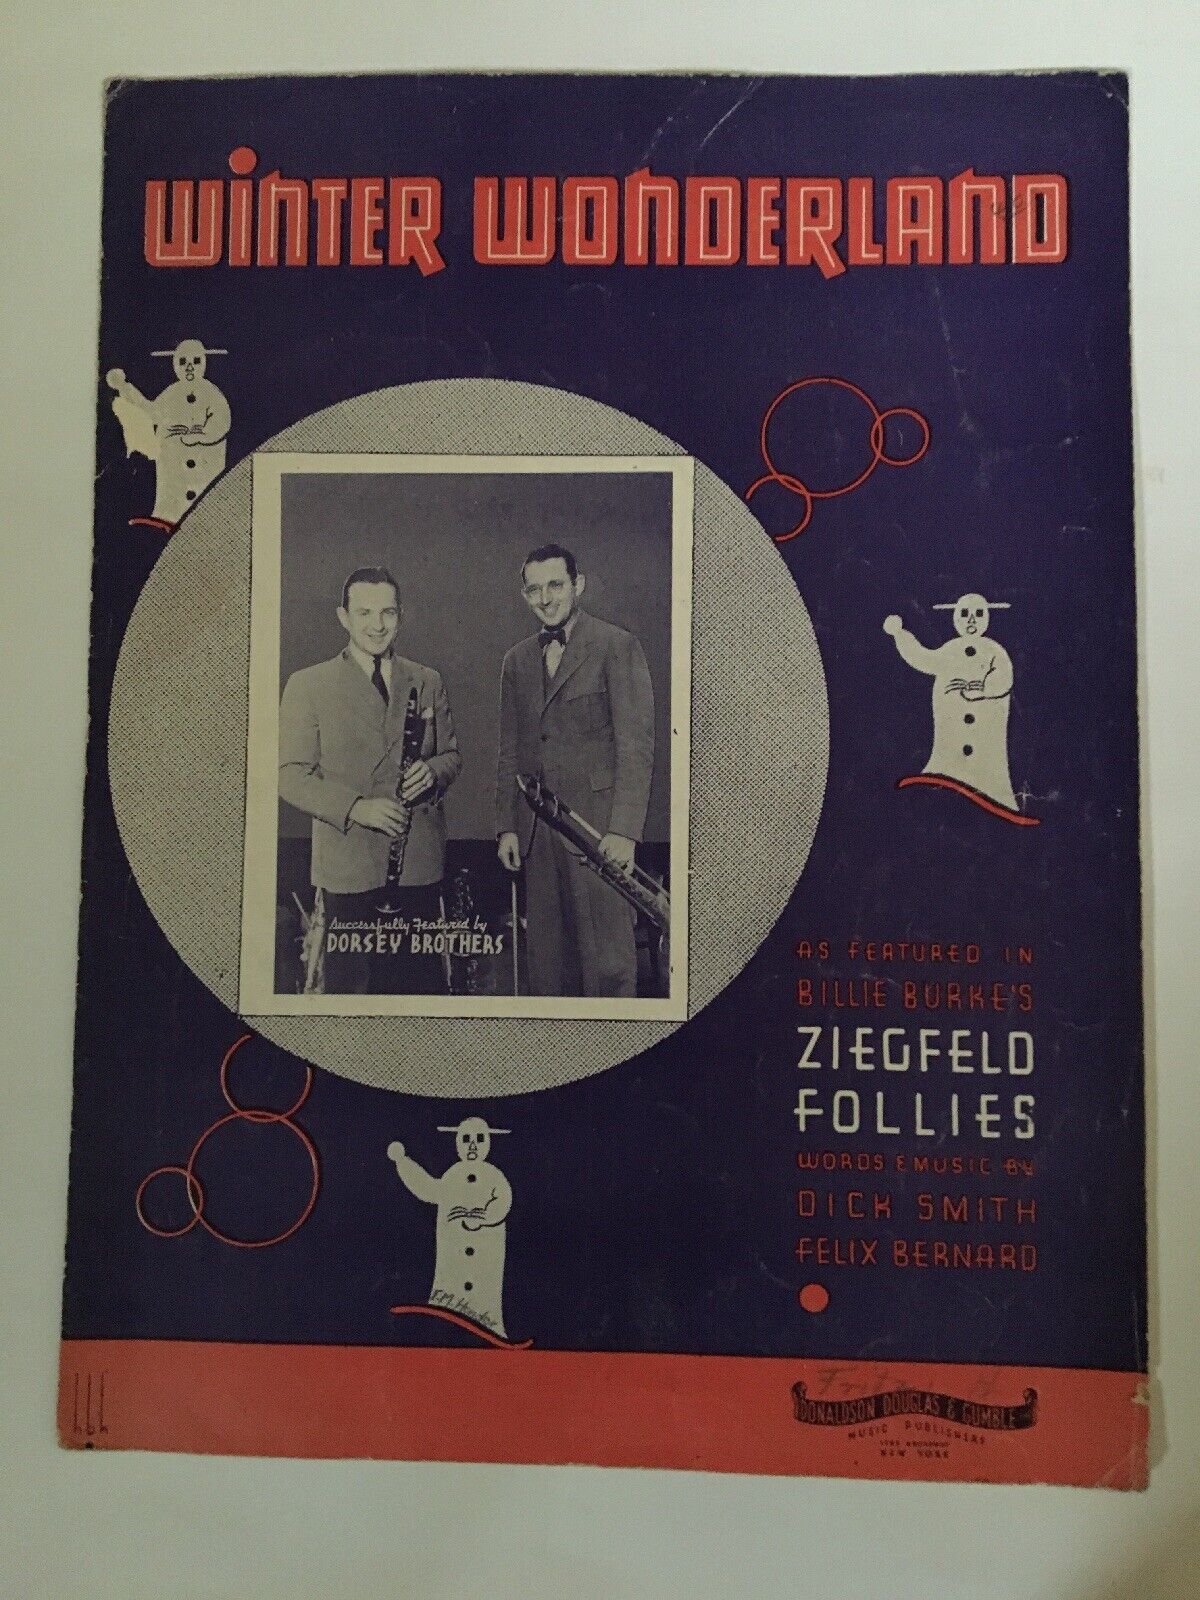 WINTER WONDERLAND
Successfully Featured by
DORSEY BROTHERS
AS FEATURED IN
BILLIE BURKE'S
ZIEGFELD
FOLLIES
WORDS & MUSIC BY
DICK SMITH
FELIX BERNARD
DONALDSON DOUGLAS & GUMBLE
MUSIC PUBLISHERS
NEW YORK